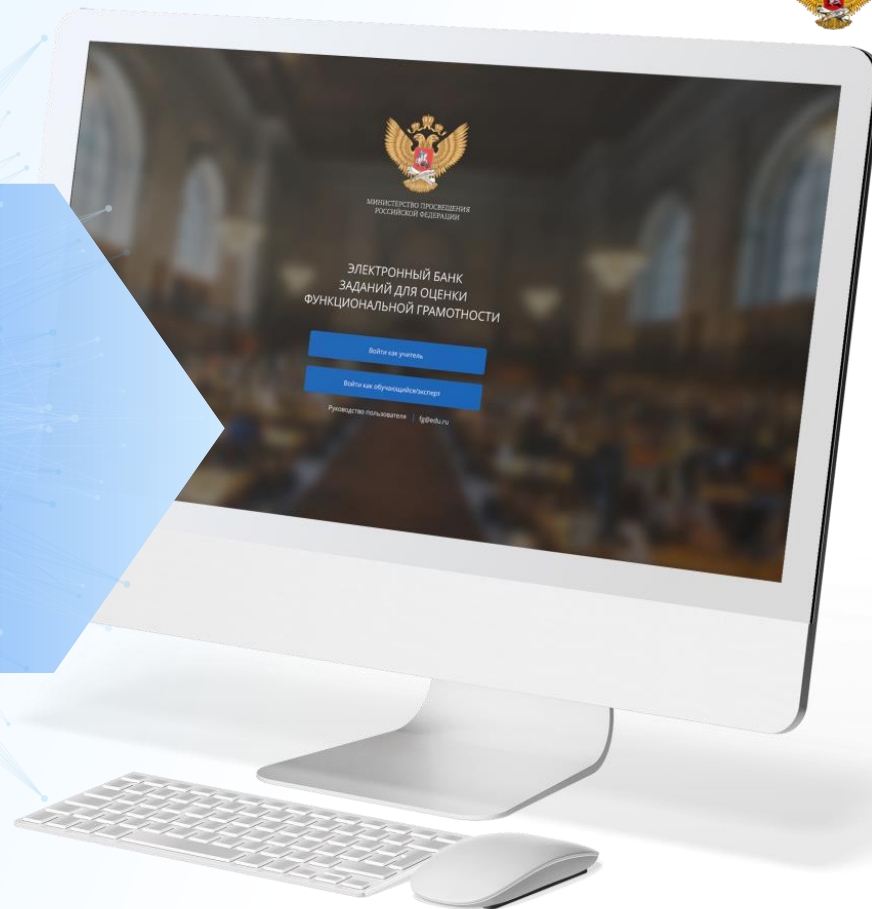 МИНИСТЕРСТВО ПРОСВЕЩЕНИЯ
РОССИЙСКОЙ ФЕДЕРАЦИИ
ЭЛЕКТРОННЫЙ БАНК
ЗАДАНИЙ ДЛЯ ОЦЕНКИ
ФУНКЦИОНАЛЬНОЙ ГРАМОТНОСТИ
Войти как учитель
Войти как обучающийся/эксперт
Руководство пользователя | fg@edu.ru